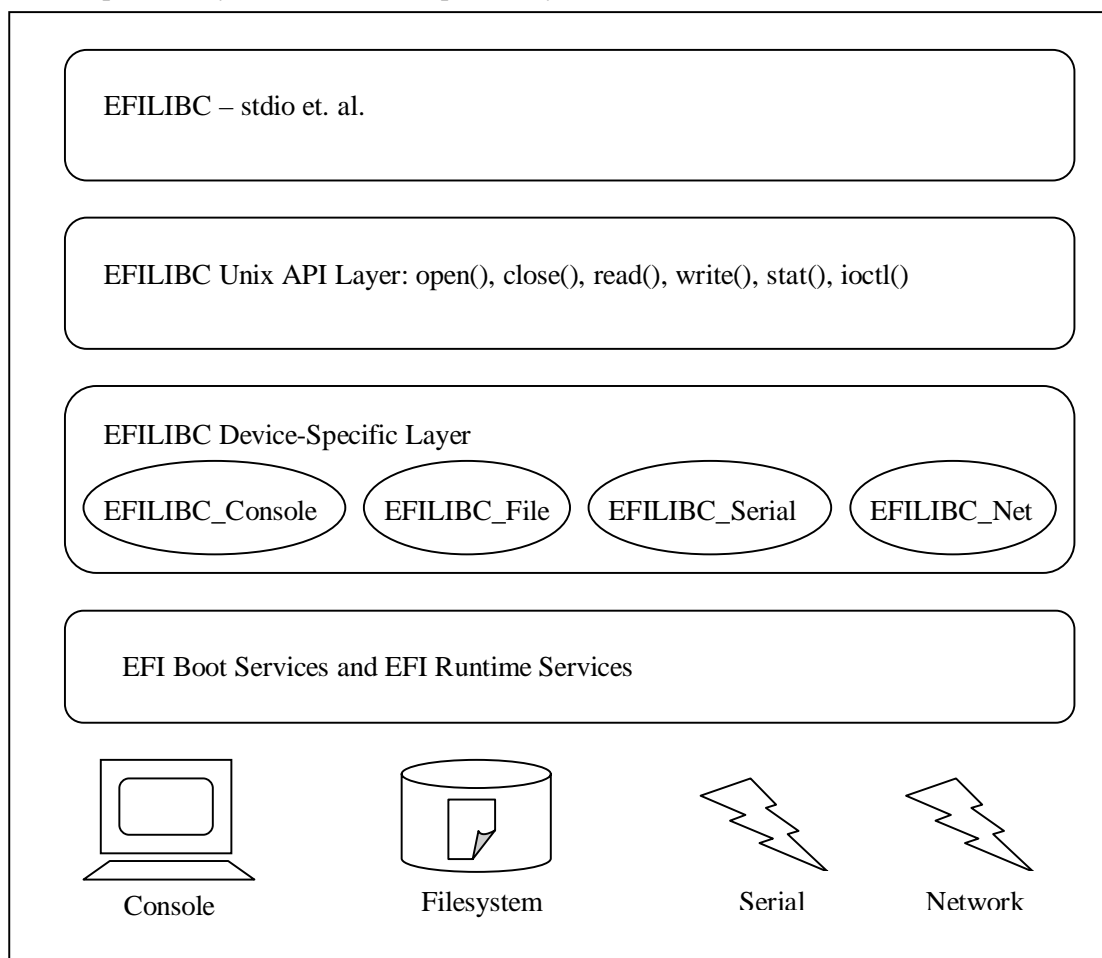 EFILIBC – stdio et. al.
EFILIBC Unix API Layer: open(), close(), read(), write(), stat(), ioctl()
EFILIBC Device-Specific Layer
EFILIBC_Console EFILIBC_File EFILIBC_Serial EFILIBC_Net
EFI Boot Services and EFI Runtime Services
Console Filesystem Serial Network